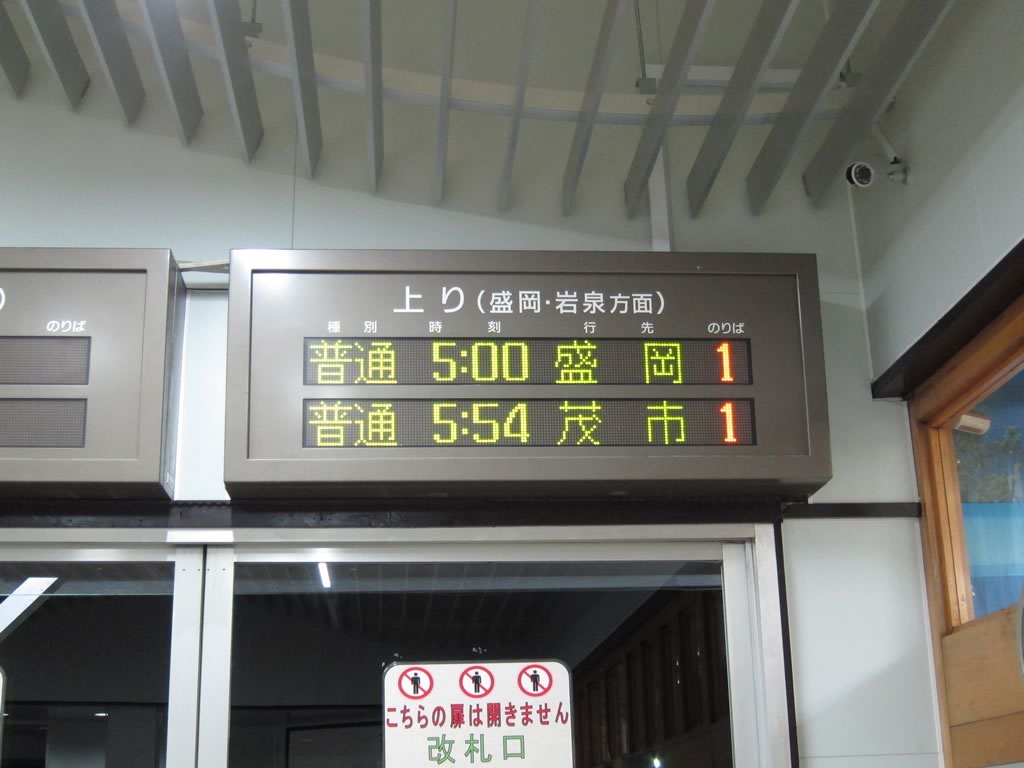 上り(盛岡・岩泉方面)
種別 時刻 行先 のりば
のりば
普通 5:00 盛岡 1
普通 5:54 茂市 1
こちらの扉は開きません
改札口